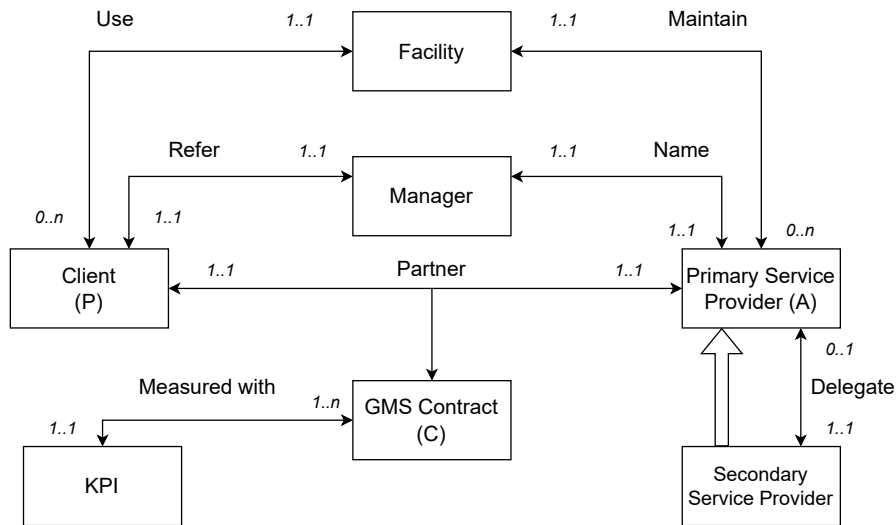 Use
1..1
1..1
Maintain
Facility
Refer
1..1
1..1
Name
Manager
0..n
1..1
1..1
0..n
Client
(P)
1..1
Partner
1..1
Primary Service
Provider (A)
0..1
Measured with
1..n
GMS Contract
(C)
Delegate
1..1
1..1
KPI
Secondary
Service Provider